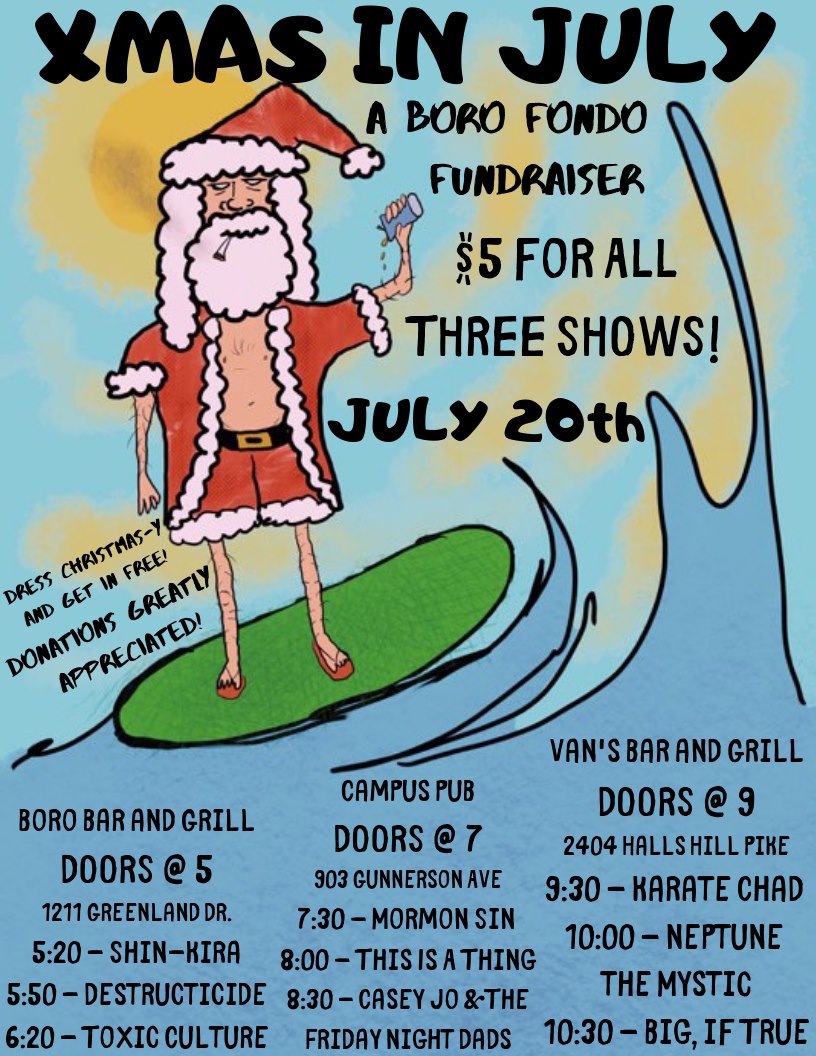 XMAS IN JULY
A BORO FONDO
FUNDRAISER
$5 FOR ALL
THREE SHOWS!
JULY 20th
DRESS CHRISTMAS-Y
AND GET IN FREE!
DONATIONS GREATLY
APPRECIATED!
BORO BAR AND GRILL
DOORS @ 5
1211 GREENLAND DR.
5:20 – SHIN-KIRA
5:50 – DESTRUCTICIDE
6:20 – TOXIC CULTURE
CAMPUS PUB
DOORS @ 7
903 GUNNERSON AVE
7:30 – MORMON SIN
8:00 – THIS IS A THING
8:30 – CASEY JO & THE
FRIDAY NIGHT DADS
VAN'S BAR AND GRILL
DOORS @ 9
2404 HALLS HILL PIKE
9:30 – KARATE CHAD
10:00 – NEPTUNE
THE MYSTIC
10:30 – BIG, IF TRUE